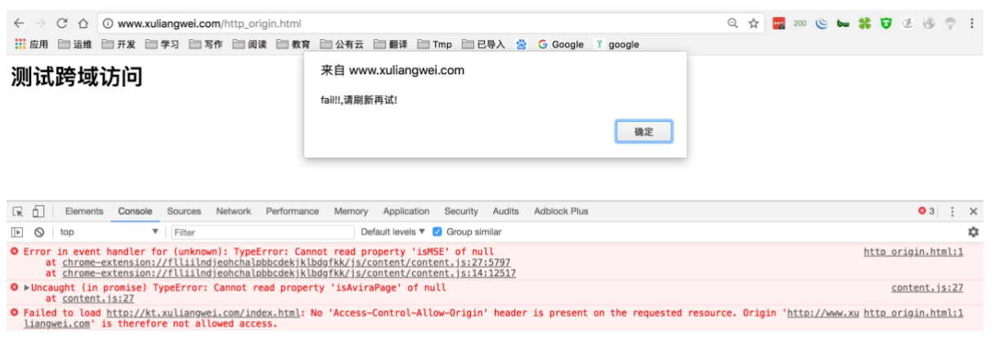 www.xuliangwei.com/http_origin.html
200
bw
应用 运维 开发 学习 写作 阅读 教育 公有云 翻译 Tmp 已导入 Google google
测试跨域访问
来自 www.xuliangwei.com
fail!!,请刷新再试!
确定
Elements Console Sources Network Performance Memory Application Security Audits Adblock Plus 3
top Filter Default levels Group similar
Error in event handler for (unknown): TypeError: Cannot read property 'isMSE' of null http_origin.html:1
at chrome-extension://flliilndjeohchalpbbcdekjklbdgfkk/js/content/content.js:27:5797
at chrome-extension://flliilndjeohchalpbbcdekjklbdgfkk/js/content/content.js:14:12517
Uncaught (in promise) TypeError: Cannot read property 'isAviraPage' of null content.js:27
at content.js:27
Failed to load http://kt.xuliangwei.com/index.html: No 'Access-Control-Allow-Origin' header is present on the requested resource. Origin 'http://www.xu http_origin.html:1
liangwei.com' is therefore not allowed access.